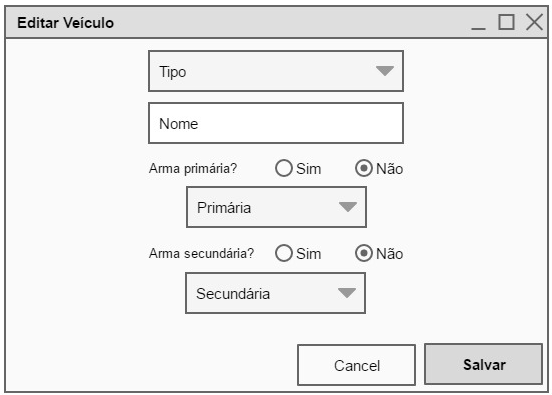 Editar Veículo
Tipo
Nome
Arma primária? Sim Não
Primária
Arma secundária? Sim Não
Secundária
Cancel Salvar